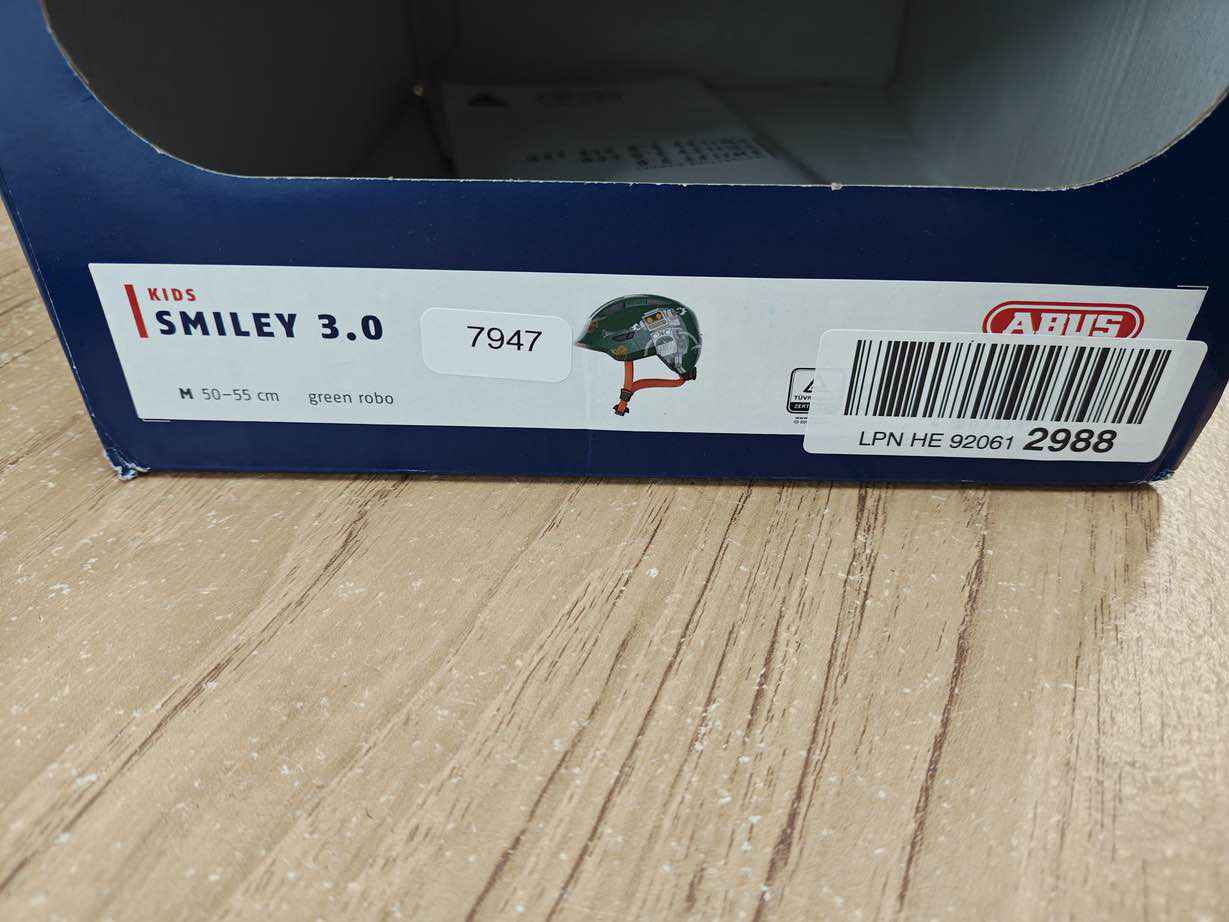 KIDS
SMILEY 3.0
7947
ABUS
M 50–55 cm green robo
LPN HE 92061 2988